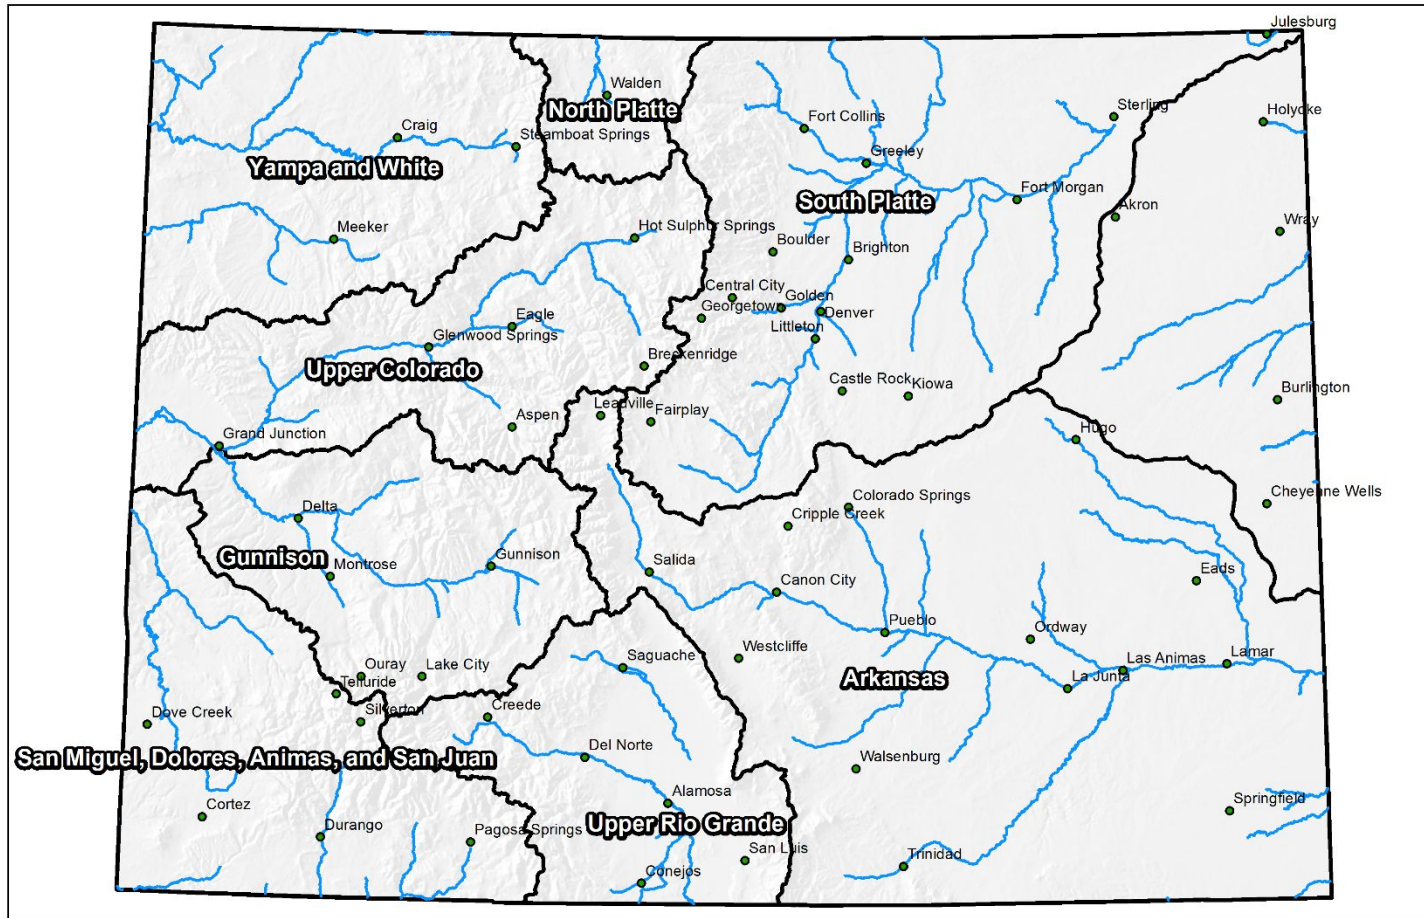 Julesburg
Walden
North Platte
Sterling
Holyoke
Craig
Fort Collins
Steamboat Springs
Greeley
Yampa and White
Fort Morgan
South Platte
Akron
Wray
Meeker
Hot Sulphur Springs
Boulder
Brighton
Central City
Golden
Georgetown
Denver
Eagle
Littleton
Glenwood Springs
Breckenridge
Upper Colorado
Castle Rock
Kiowa
Burlington
Leadville
Aspen
Fairplay
Grand Junction
Hugo
Cheyenne Wells
Colorado Springs
Delta
Cripple Creek
Gunnison
Gunnison
Montrose
Salida
Eads
Canon City
Pueblo
Ordway
Westcliffe
Saguache
Lamar
Las Animas
Ouray
Lake City
Telluride
Arkansas
La Junta
Dove Creek
Silverton
Creede
San Miguel, Dolores, Animas, and San Juan
Del Norte
Walsenburg
Alamosa
Cortez
Springfield
Upper Rio Grande
Durango
Pagosa Springs
San Luis
Trinidad
Conejos